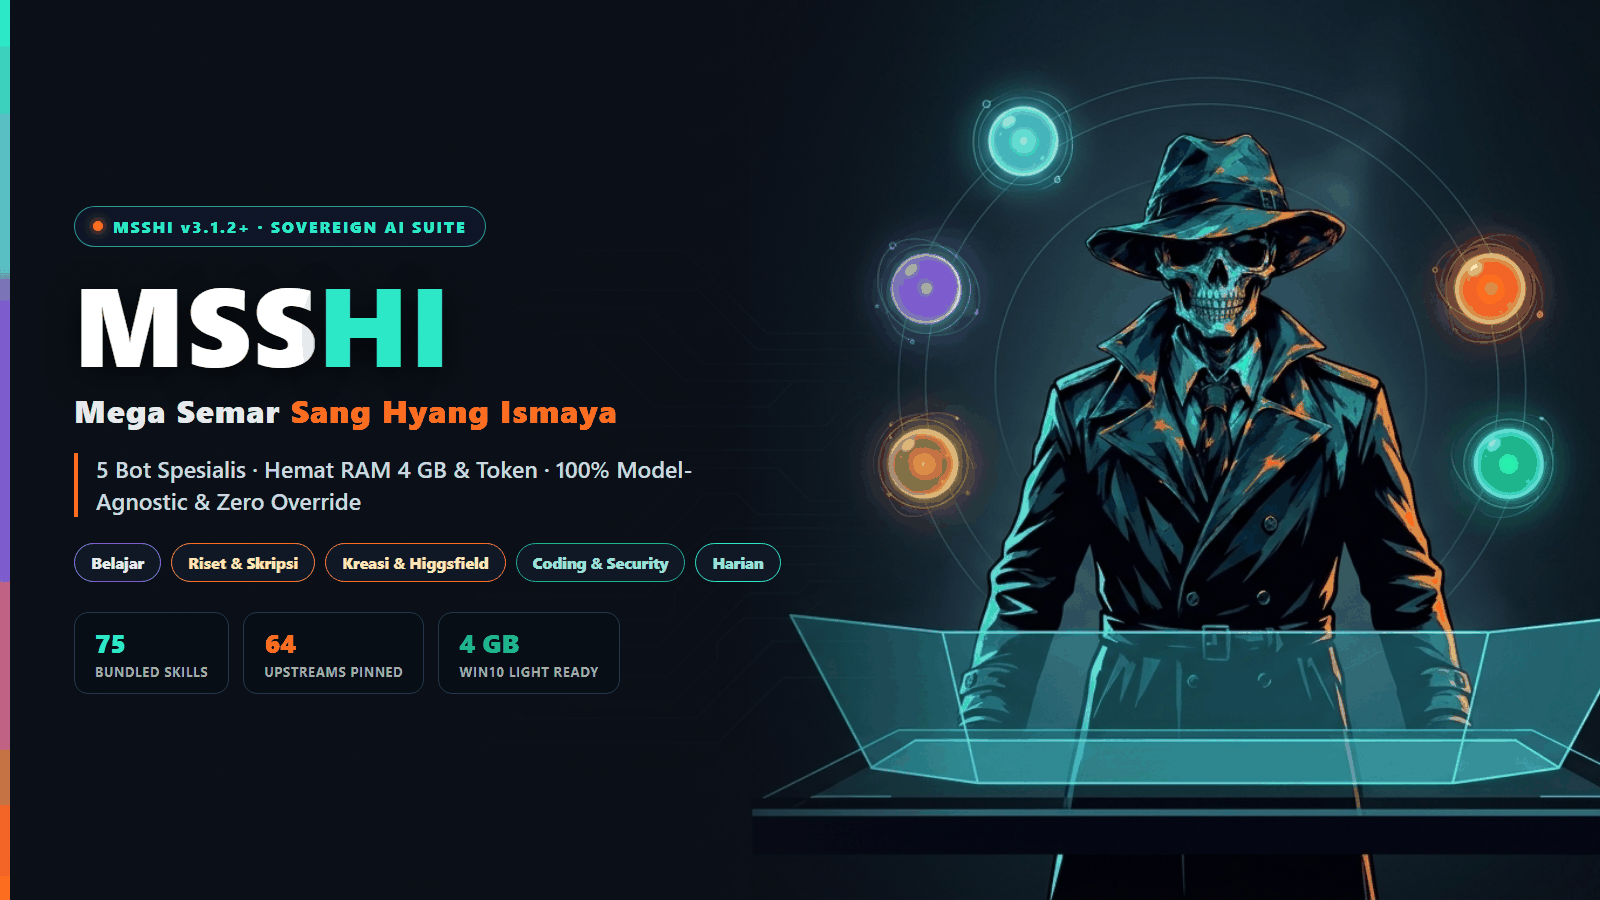 MSSHI v3.1.2+ · SOVEREIGN AI SUITE
MSSHI
Mega Semar Sang Hyang Ismaya
5 Bot Spesialis · Hemat RAM 4 GB & Token · 100% Model-
Agnostic & Zero Override
Belajar
Riset & Skripsi
Kreasi & Higgsfield
Coding & Security
Harian
75
BUNDLED SKILLS
64
UPSTREAMS PINNED
4 GB
WIN10 LIGHT READY